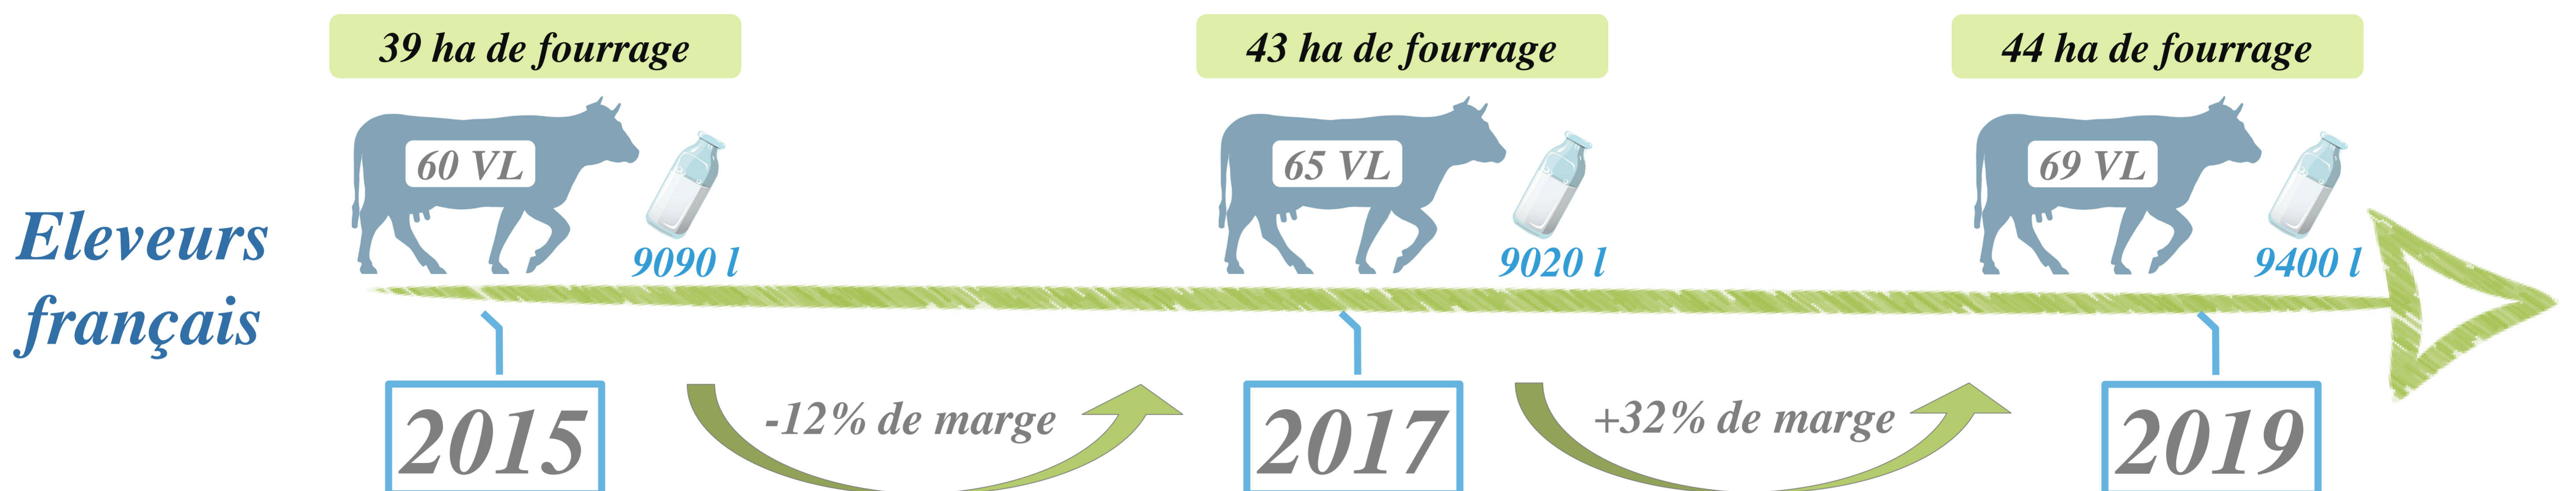 39 ha de fourrage
43 ha de fourrage
44 ha de fourrage
60 VL
65 VL
69 VL
Eleveurs
français
9090 l
9020 l
9400 l
2015
-12% de marge
2017
+32% de marge
2019